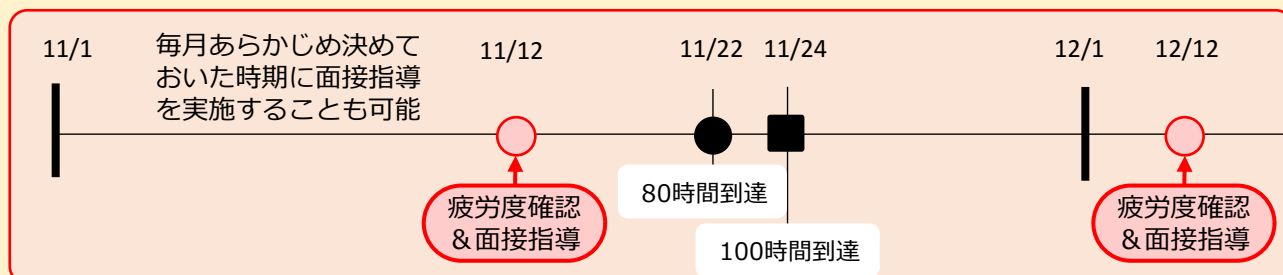 11/1
毎月あらかじめ決めて
おいた時期に面接指導
を実施することも可能
11/12
11/22
11/24
12/1
12/12
80時間到達
100時間到達
疲労度確認
＆面接指導
疲労度確認
＆面接指導